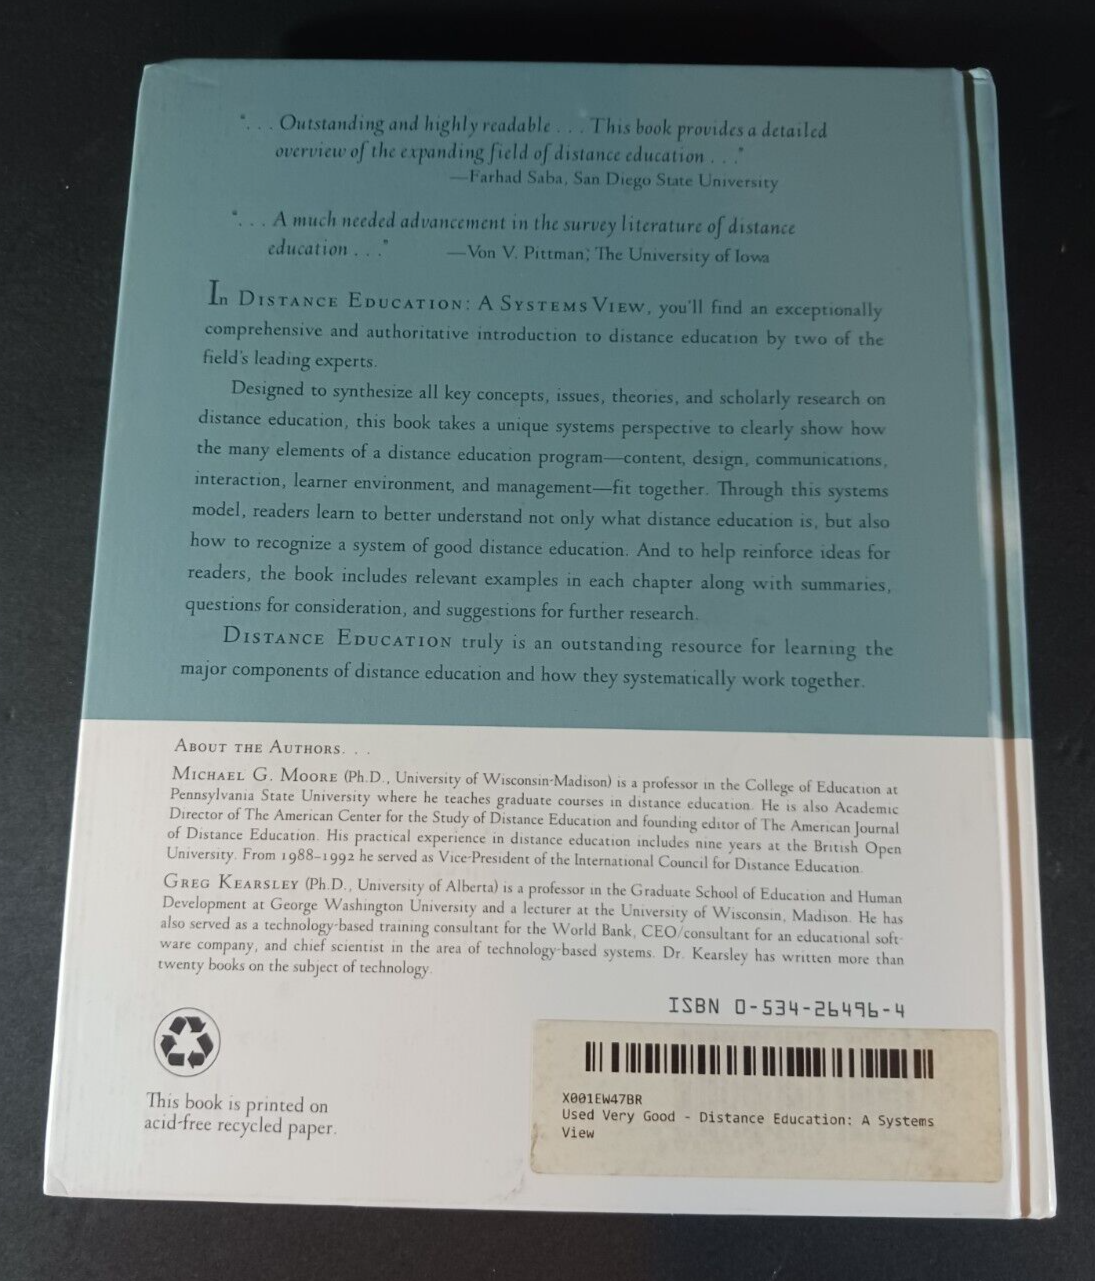 ". . . Outstanding and highly readable . . . This book provides a detailed
overview of the expanding field of distance education . . ."
—Farhad Saba, San Diego State University
". . . A much needed advancement in the survey literature of distance
education . . ." —Von V. Pittman, The University of Iowa
In DISTANCE EDUCATION: A SYSTEMS VIEW, you'll find an exceptionally
comprehensive and authoritative introduction to distance education by two of the
field's leading experts.
Designed to synthesize all key concepts, issues, theories, and scholarly research on
distance education, this book takes a unique systems perspective to clearly show how
the many elements of a distance education program—content, design, communications,
interaction, learner environment, and management—fit together. Through this systems
model, readers learn to better understand not only what distance education is, but also
how to recognize a system of good distance education. And to help reinforce ideas for
readers, the book includes relevant examples in each chapter along with summaries,
questions for consideration, and suggestions for further research.
DISTANCE EDUCATION truly is an outstanding resource for learning the
major components of distance education and how they systematically work together.
ABOUT THE AUTHORS. . .
MICHAEL G. MOORE (Ph.D., University of Wisconsin-Madison) is a professor in the College of Education at
Pennsylvania State University where he teaches graduate courses in distance education. He is also Academic
Director of The American Center for the Study of Distance Education and founding editor of The American Journal
of Distance Education. His practical experience in distance education includes nine years at the British Open
University. From 1988–1992 he served as Vice-President of the International Council for Distance Education.
GREG KEARSLEY (Ph.D., University of Alberta) is a professor in the Graduate School of Education and Human
Development at George Washington University and a lecturer at the University of Wisconsin, Madison. He has
also served as a technology-based training consultant for the World Bank, CEO/consultant for an educational soft-
ware company, and chief scientist in the area of technology-based systems. Dr. Kearsley has written more than
twenty books on the subject of technology.
ISBN 0-534-26496-4
X001EW47BR
Used Very Good - Distance Education: A Systems
View
This book is printed on
acid-free recycled paper.